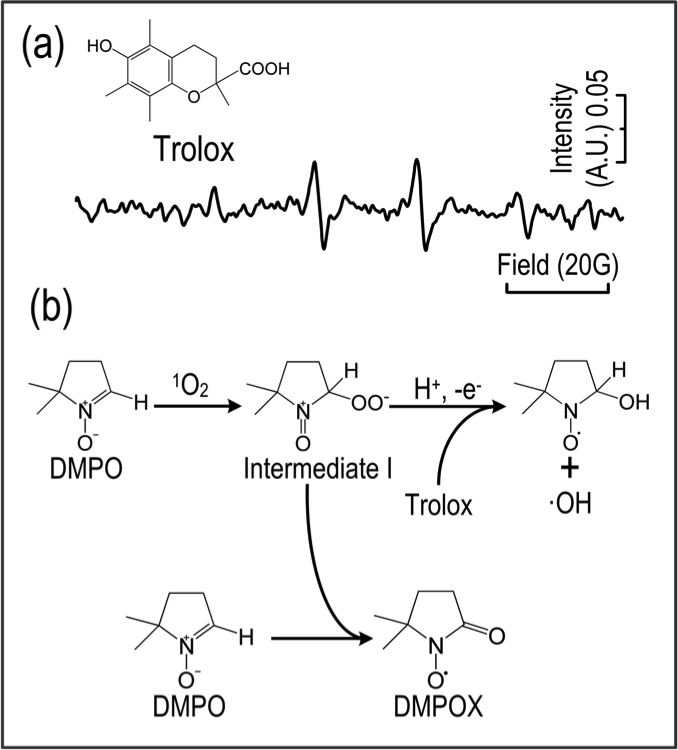 (a)
HO
COOH
O
Trolox
Intensity
(A.U.) 0.05
Field (20G)
(b)
¹O₂
H⁺, -e⁻
H
N⁺
O⁻
DMPO
H
OO⁻
N⁺
O
Intermediate I
Trolox
H
OH
N
O·
+
·OH
H
N⁺
O⁻
DMPO
O
N
O·
DMPOX